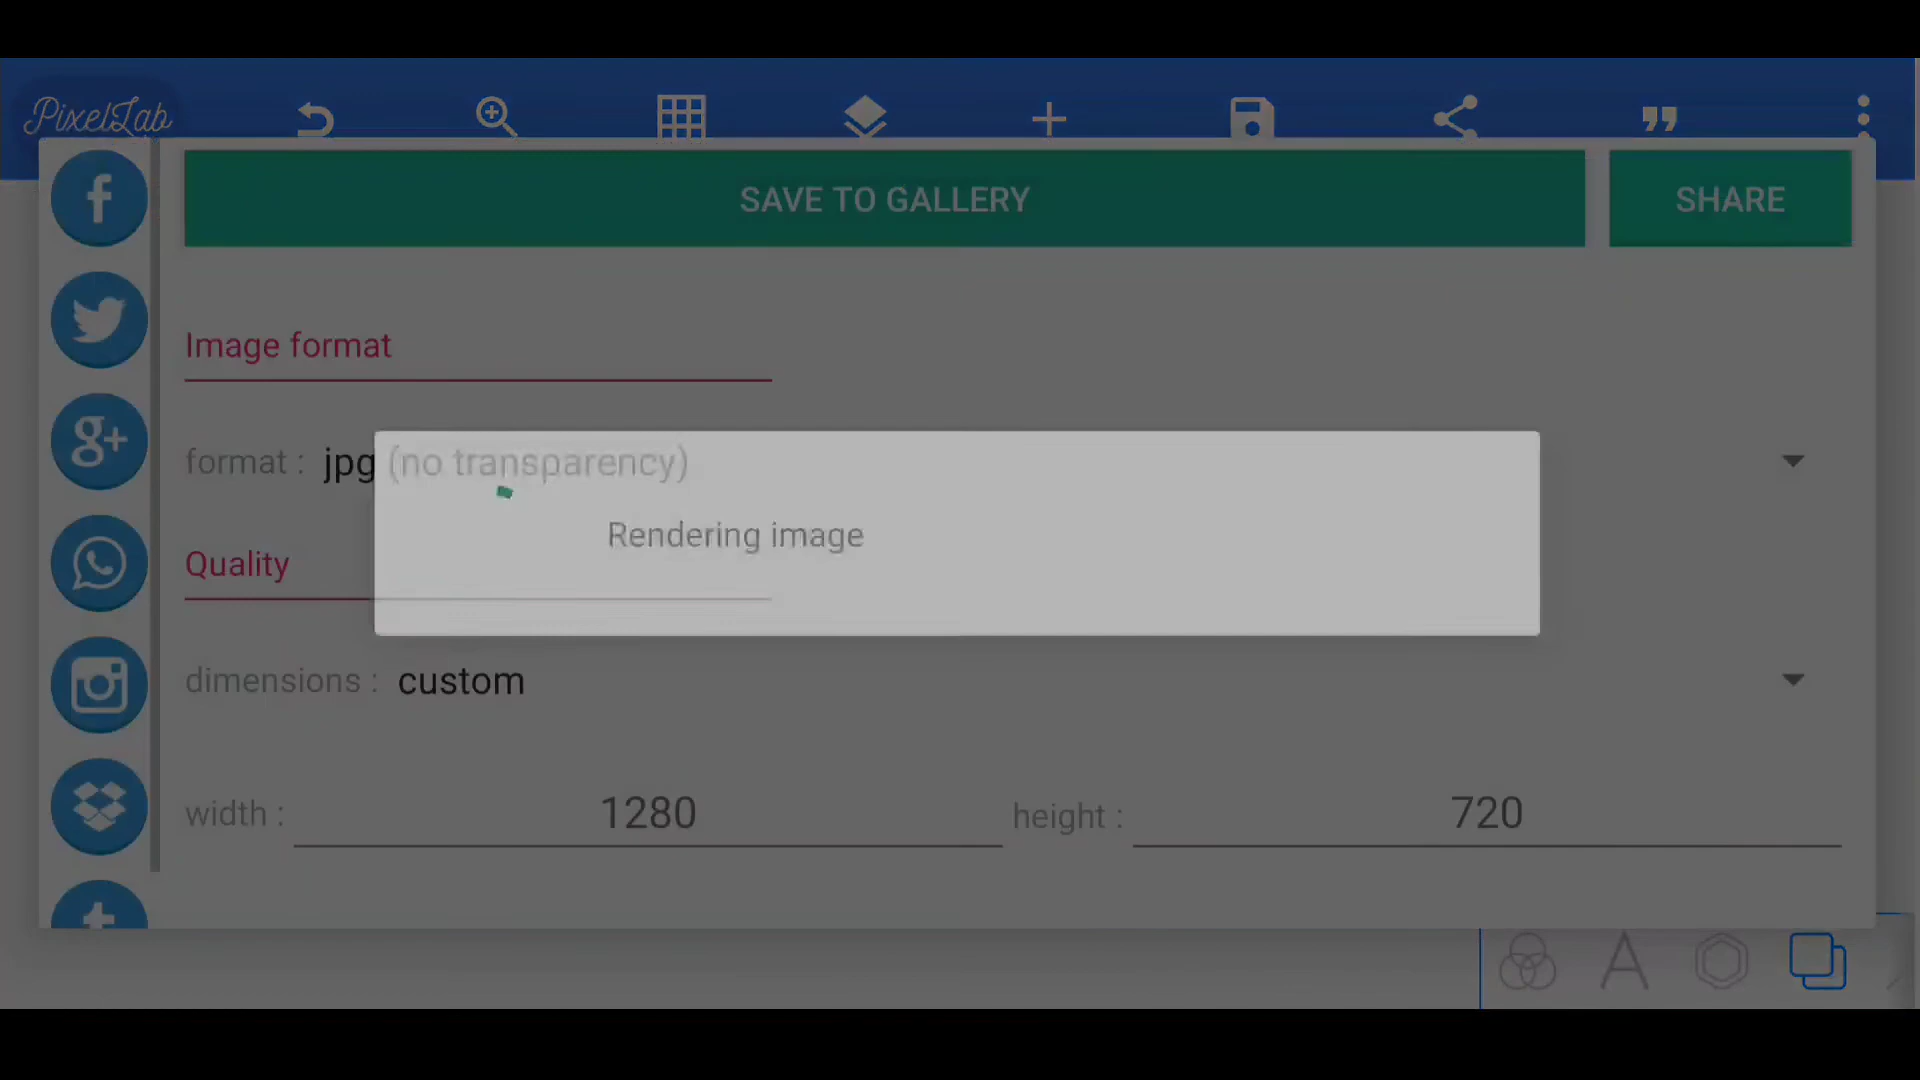 PixelLab
SAVE TO GALLERY
SHARE
Image format
format : jpg (no transparency)
Rendering image
Quality
dimensions : custom
width : 1280 height : 720